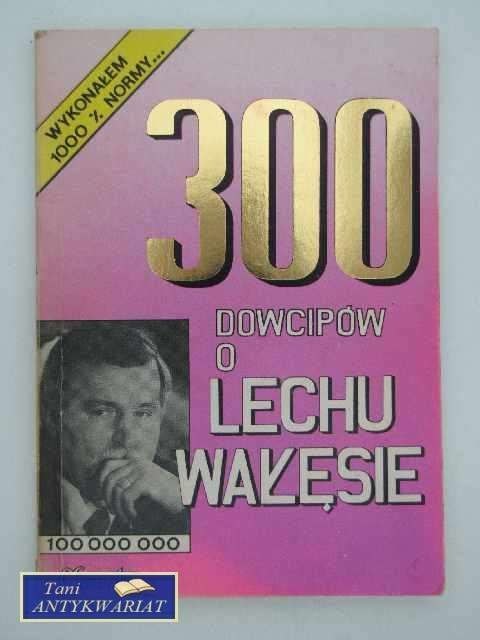 WYKONAŁEM
1000 % NORMY...
300
DOWCIPÓW
O
LECHU
WAŁĘSIE
100 000 000
Tani
ANTYKWARIAT